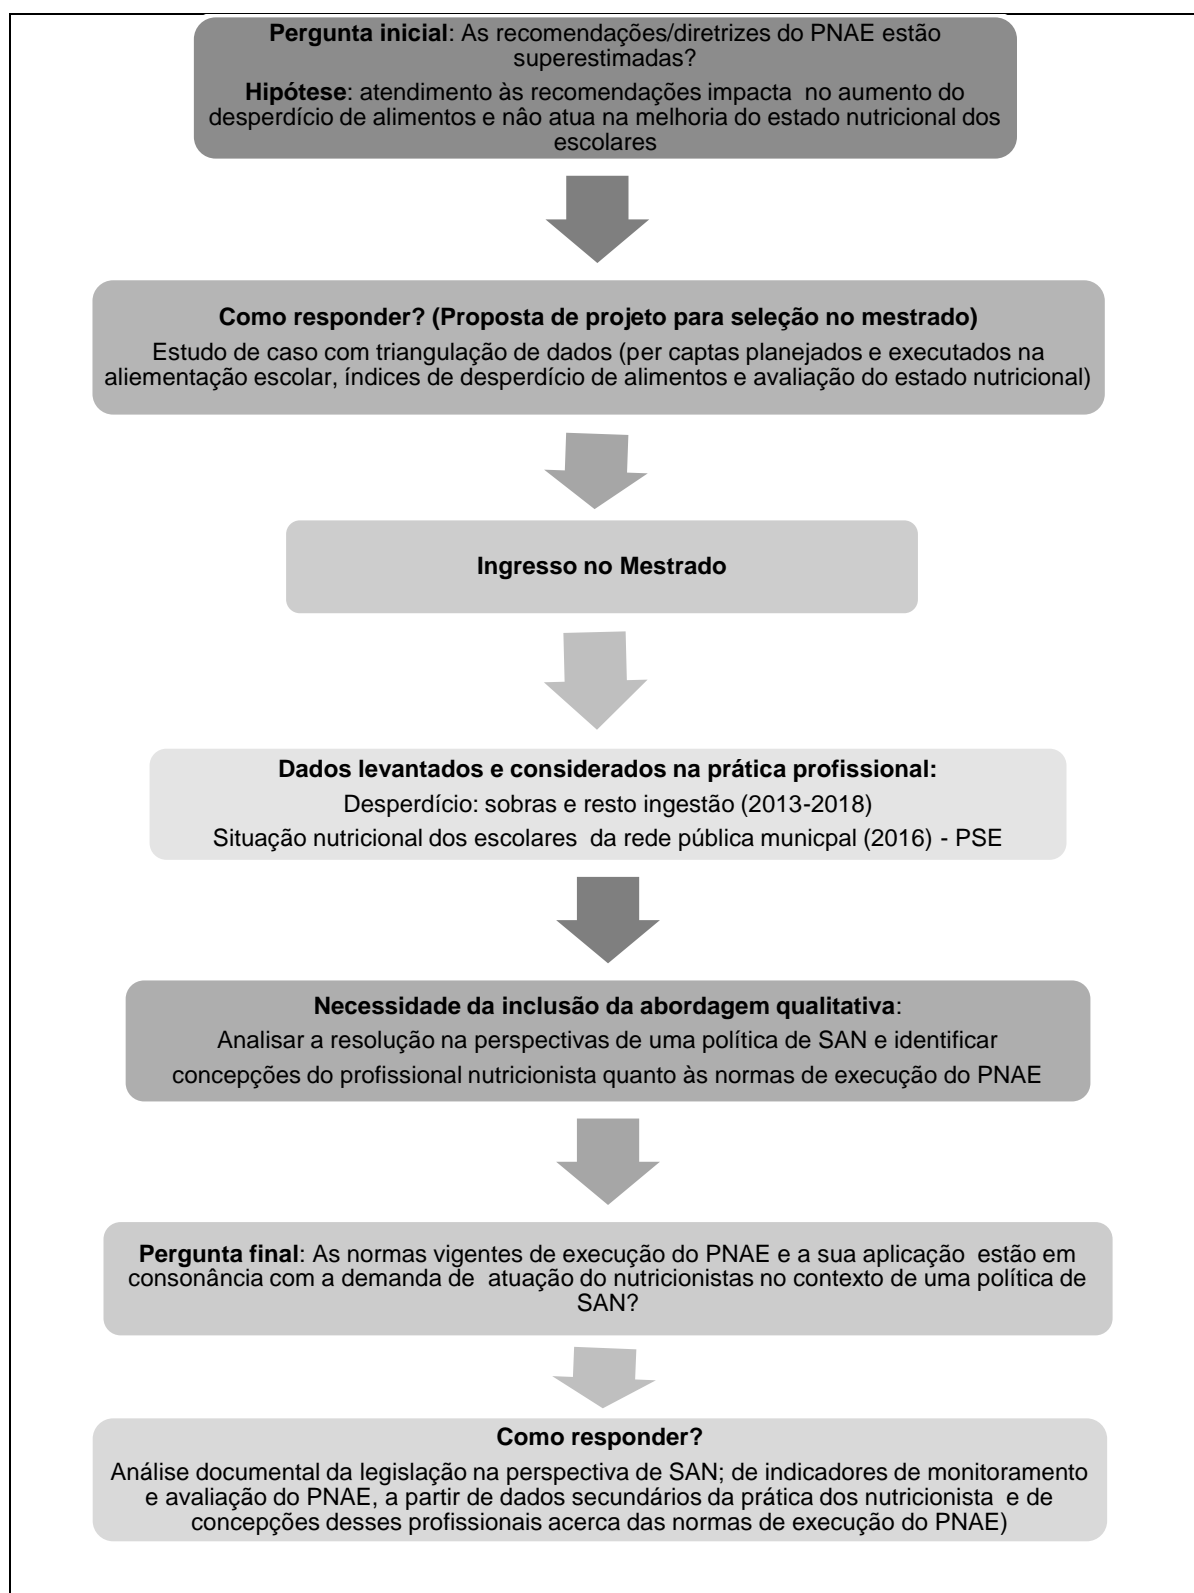 Pergunta inicial: As recomendações/diretrizes do PNAE estão
superestimadas?
Hipótese: atendimento às recomendações impacta no aumento do
desperdício de alimentos e nâo atua na melhoria do estado nutricional dos
escolares
Como responder? (Proposta de projeto para seleção no mestrado)
Estudo de caso com triangulação de dados (per captas planejados e executados na
aliementação escolar, índices de desperdício de alimentos e avaliação do estado nutricional)
Ingresso no Mestrado
Dados levantados e considerados na prática profissional:
Desperdício: sobras e resto ingestão (2013-2018)
Situação nutricional dos escolares da rede pública municpal (2016) - PSE
Necessidade da inclusão da abordagem qualitativa:
Analisar a resolução na perspectivas de uma política de SAN e identificar
concepções do profissional nutricionista quanto às normas de execução do PNAE
Pergunta final: As normas vigentes de execução do PNAE e a sua aplicação estão em
consonância com a demanda de atuação do nutricionistas no contexto de uma política de
SAN?
Como responder?
Análise documental da legislação na perspectiva de SAN; de indicadores de monitoramento
e avaliação do PNAE, a partir de dados secundários da prática dos nutricionista e de
concepções desses profissionais acerca das normas de execução do PNAE)